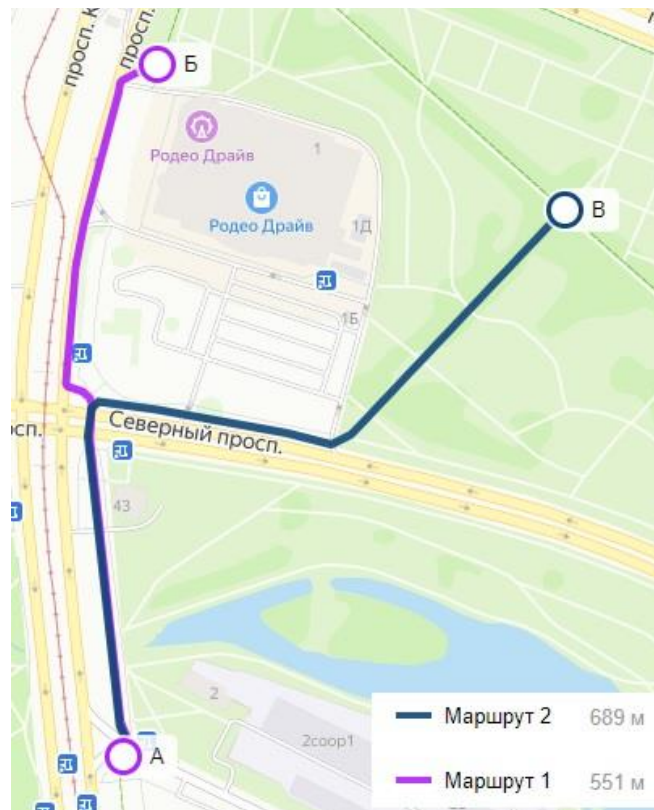 просп. К
просп.
Б
Родео Драйв
1
Родео Драйв
1Д
В
1Б
осп.
Северный просп.
43
2
2соор1
А
Маршрут 2 689 м
Маршрут 1 551 м